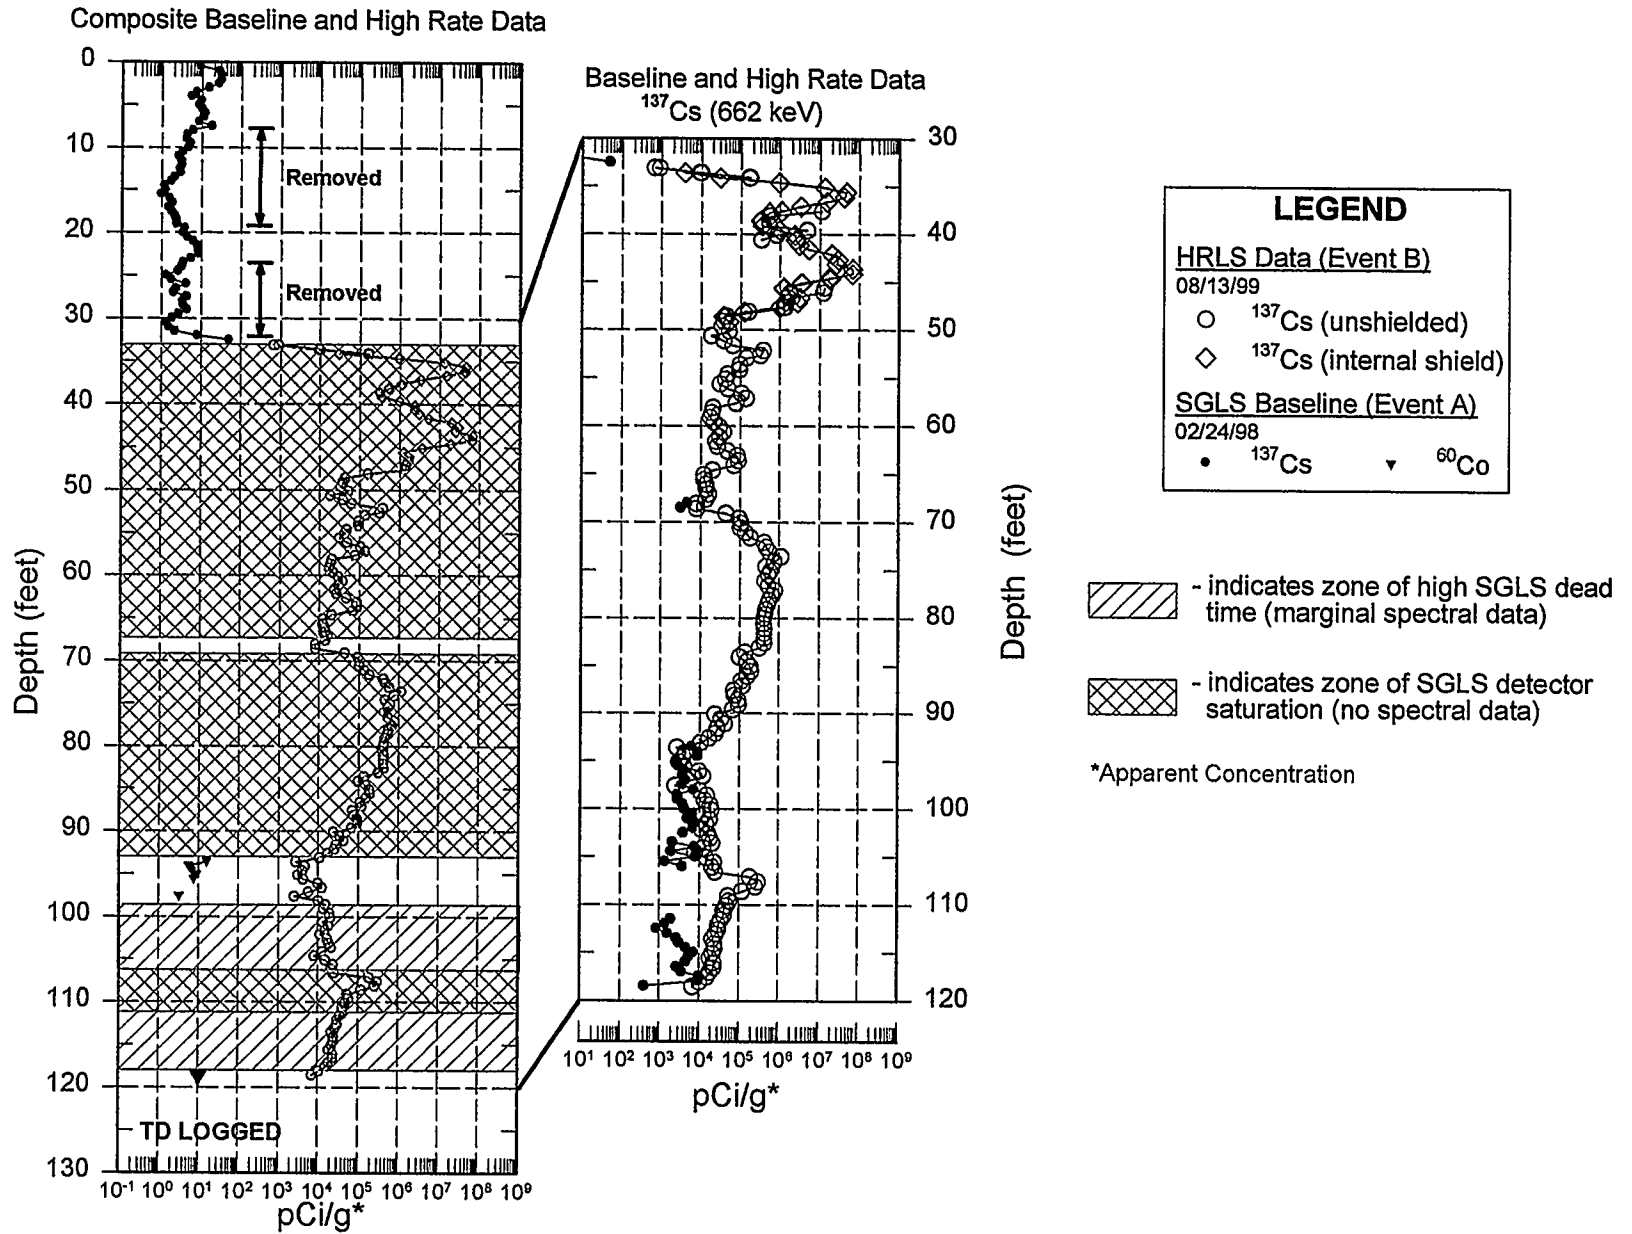 Composite Baseline and High Rate Data
0
10
20
30
40
50
60
70
80
90
100
110
120
130
Depth (feet)
Removed
Removed
TD LOGGED
10-1 10⁰ 10¹ 10² 10³ 10⁴ 10⁵ 10⁶ 10⁷ 10⁸ 10⁹
pCi/g*
Baseline and High Rate Data
¹³⁷Cs (662 keV)
30
40
50
60
70
80
90
100
110
120
Depth (feet)
10¹ 10² 10³ 10⁴ 10⁵ 10⁶ 10⁷ 10⁸ 10⁹
pCi/g*
LEGEND
HRLS Data (Event B)
08/13/99
¹³⁷Cs (unshielded)
¹³⁷Cs (internal shield)
SGLS Baseline (Event A)
02/24/98
¹³⁷Cs ⁶⁰Co
- indicates zone of high SGLS dead
time (marginal spectral data)
- indicates zone of SGLS detector
saturation (no spectral data)
*Apparent Concentration